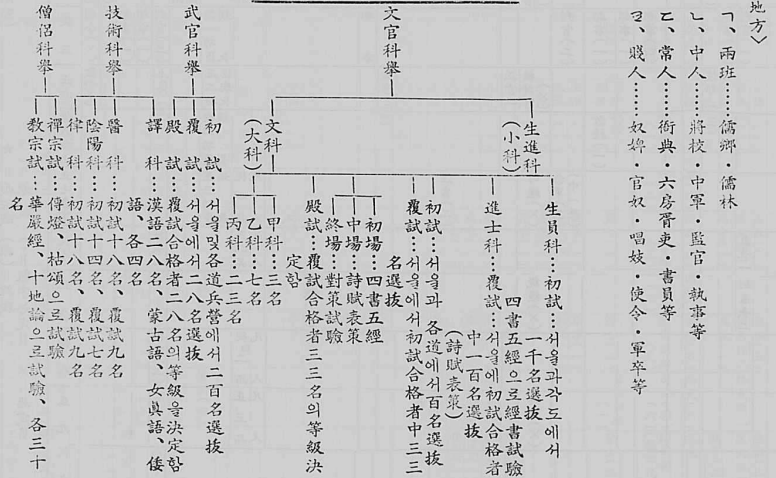 地方〉
ㄱ、兩班……儒鄕・儒林
ㄴ、中人……將校・中軍・監官・執事等
ㄷ、常人……衙典・六房胥吏・書員等
ㄹ、賤人……奴婢・官奴・唱妓・使令・軍卒等
文官科擧
生進科
(小科)
生員科…初試…서울과각도에서
一千名選拔
四書五經으로經書試驗
進士科…覆試…서울에初試合格者
中一百名選拔
(詩賦表策)
文科
(大科)
初試…서울과 各道에서百名選拔
覆試…서울에서初試合格者中三三
名選拔
初場…四書五經
中場…詩賦表策
終場…對策試驗
殿試…覆試合格者三三名의等級決
定함
甲科…三名
乙科…七名
丙科…二三名
武官科擧
初 試…서울및各道兵營에서二百名選拔
覆 試…서울에서二八名選拔
殿 試…覆試合格者二八名의等級을決定함
技術科擧
譯 科…漢語二八名、蒙古語、女眞語、倭
語、各四名
醫 科…初試十八名、覆試九名
陰陽科…初試十四名、覆試七名
律 科…初試十八名、覆試九名
僧侶科擧
禪宗試…傳燈、枯頌으로試驗
敎宗試…華嚴經、十地論으로試驗、各三十
名